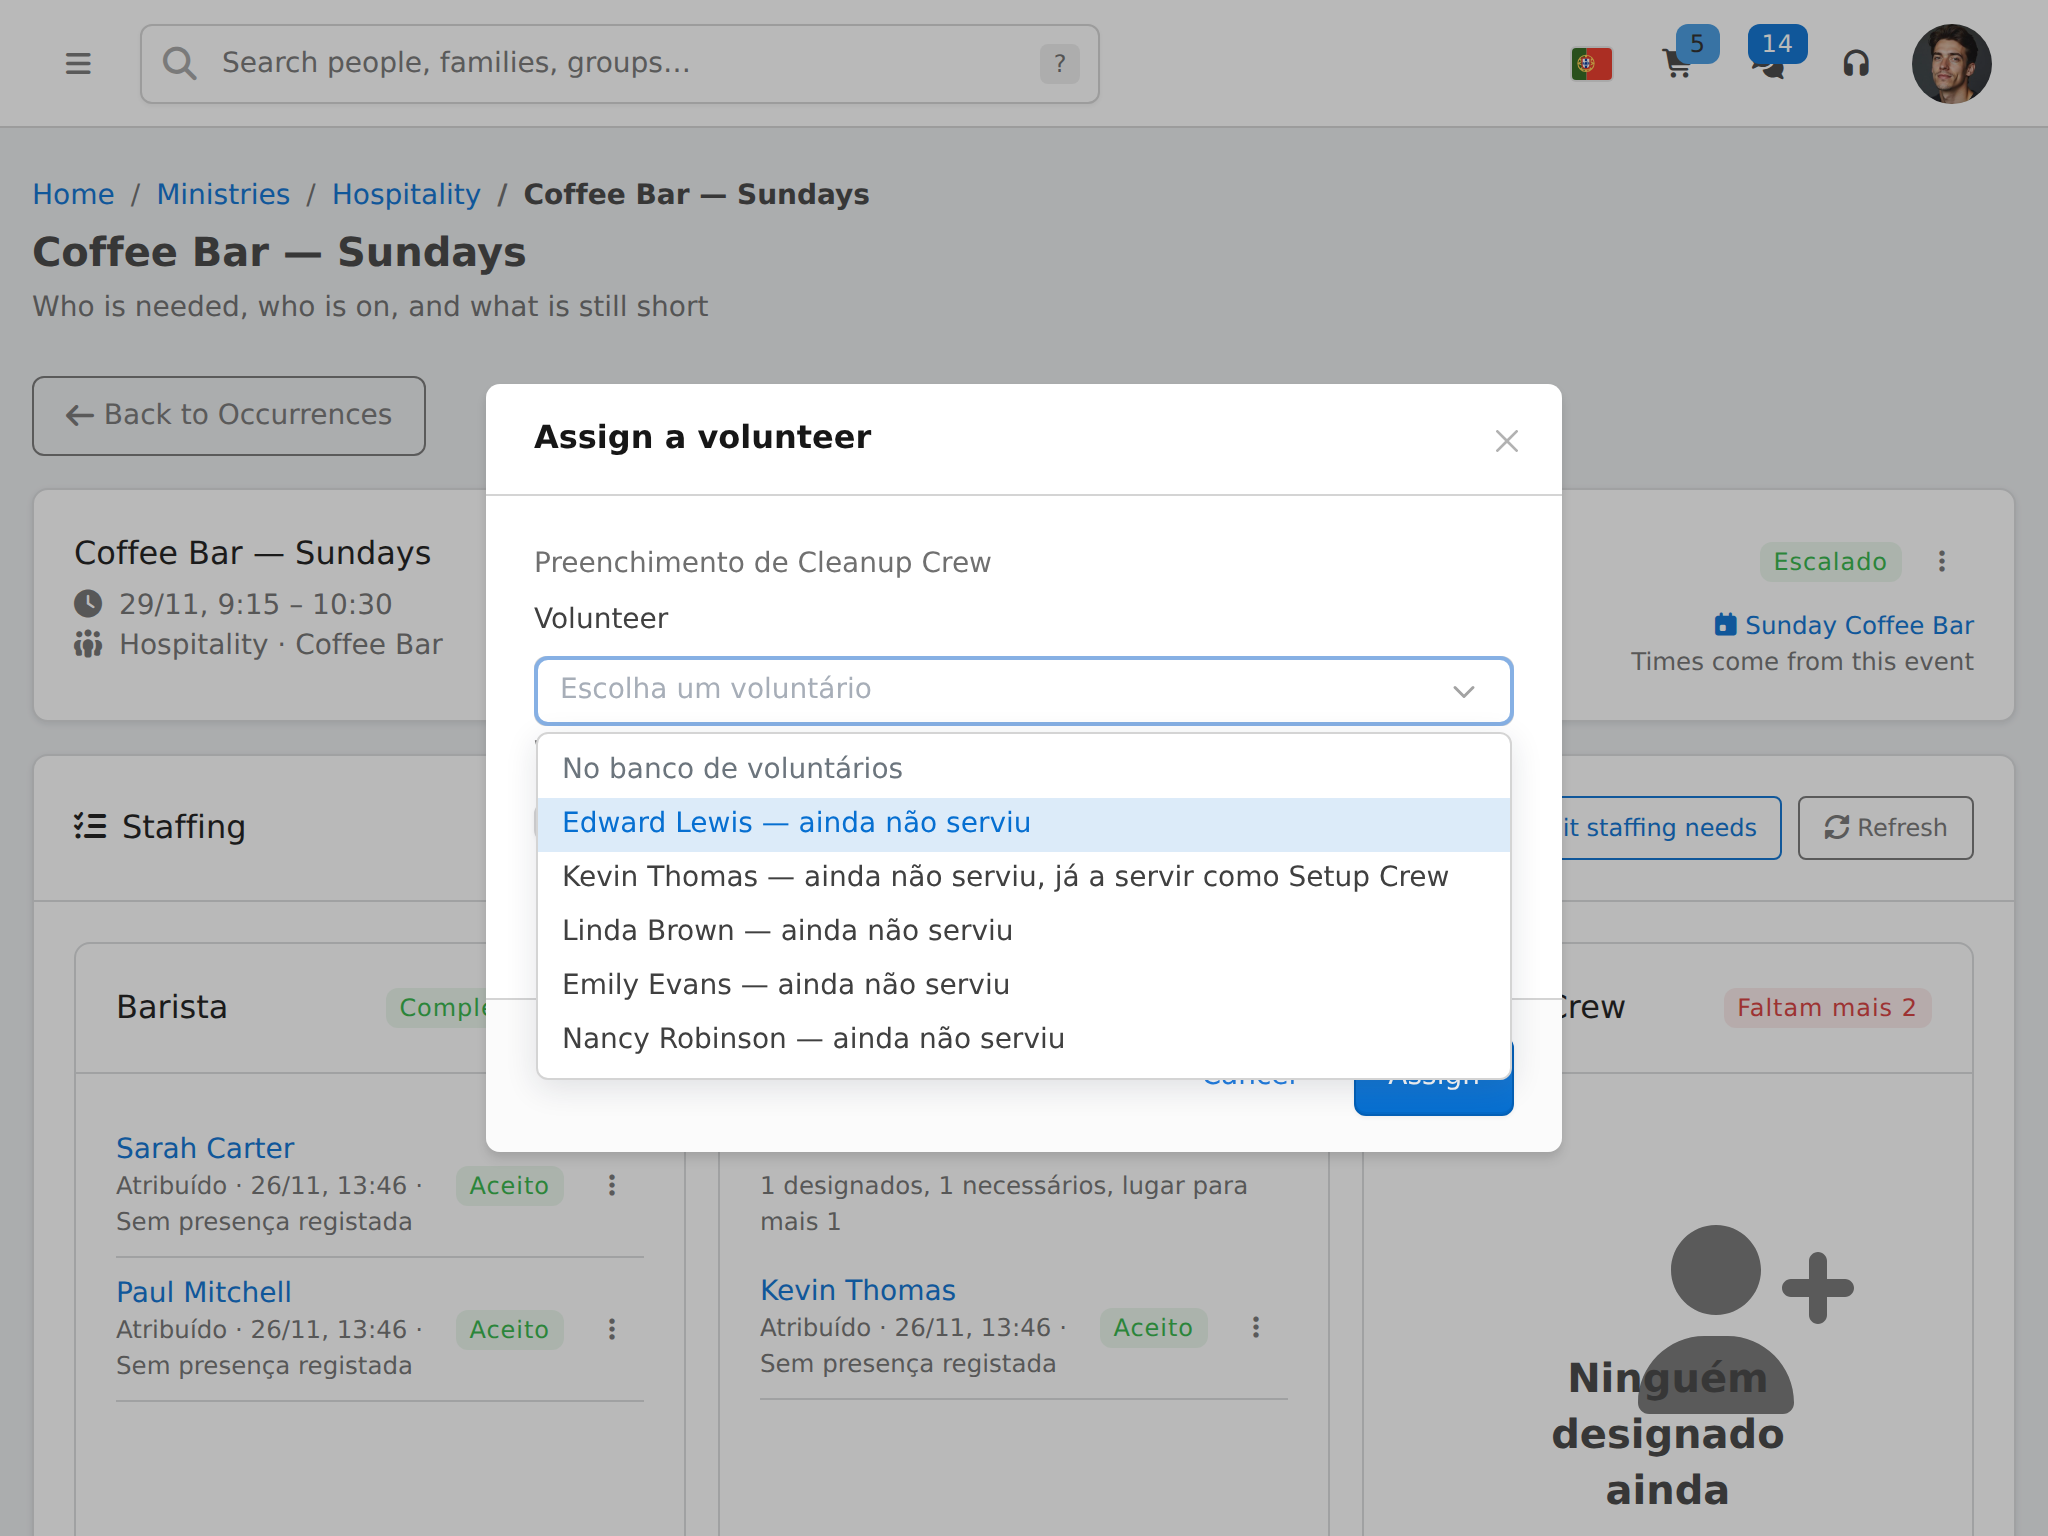 Search people, families, groups...
?
5
14
Home / Ministries / Hospitality / Coffee Bar — Sundays
Coffee Bar — Sundays
Who is needed, who is on, and what is still short
Back to Occurrences
Assign a volunteer
Coffee Bar — Sundays
29/11, 9:15 – 10:30
Hospitality · Coffee Bar
Escalado
Sunday Coffee Bar
Times come from this event
Preenchimento de Cleanup Crew
Volunteer
Escolha um voluntário
No banco de voluntários
Edward Lewis — ainda não serviu
Kevin Thomas — ainda não serviu, já a servir como Setup Crew
Linda Brown — ainda não serviu
Emily Evans — ainda não serviu
Nancy Robinson — ainda não serviu
Cancel
Assign
Staffing
it staffing needs
Refresh
Barista
Comple
Sarah Carter
Atribuído · 26/11, 13:46 ·
Sem presença registada
Aceito
Paul Mitchell
Atribuído · 26/11, 13:46 ·
Sem presença registada
Aceito
1 designados, 1 necessários, lugar para
mais 1
Kevin Thomas
Atribuído · 26/11, 13:46 ·
Sem presença registada
Aceito
Crew
Faltam mais 2
Ninguém
designado
ainda